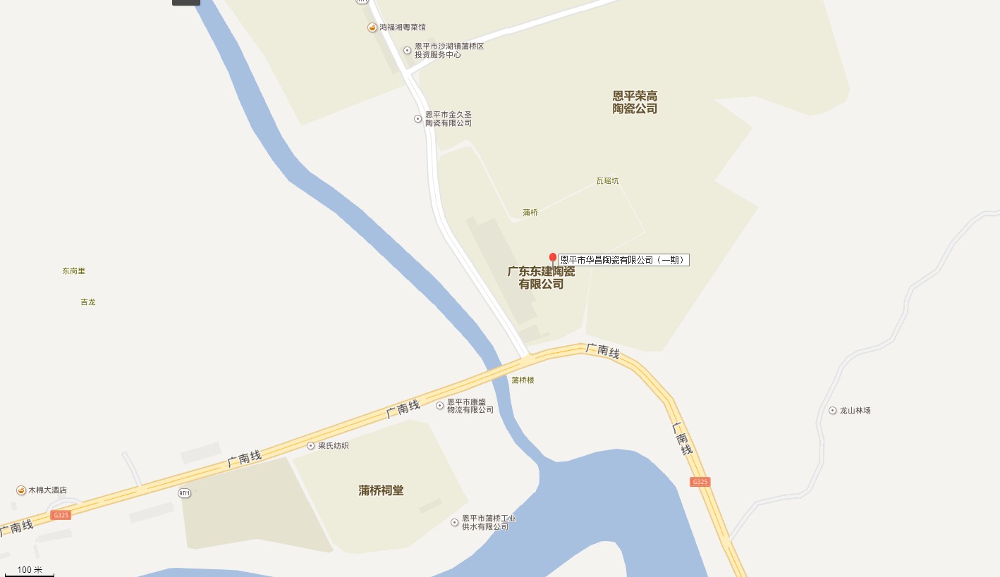 鸿福湘粤菜馆
恩平市沙湖镇蒲桥区
投资服务中心
恩平荣高
陶瓷公司
恩平市金久圣
陶瓷有限公司
瓦瑶坑
蒲桥
恩平市华昌陶瓷有限公司（一期）
广东东建陶瓷
有限公司
东岗里
吉龙
广南线
蒲桥楼
恩平市康盛
物流有限公司
广南线
龙山林场
广南线
梁氏纺织
广南线
G325
木棉大酒店
ATM
蒲桥祠堂
G325
恩平市蒲桥工业
供水有限公司
广南线
100 米